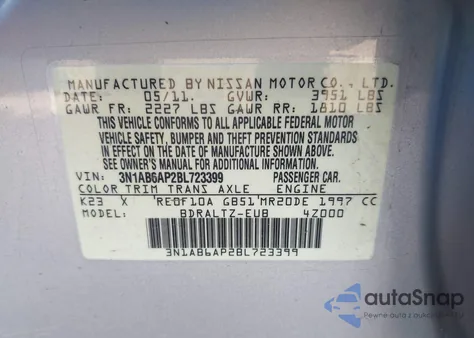 MANUFACTURED BY NISSAN MOTOR CO., LTD.
DATE: 05/11. GVWR: 3951 LBS
GAWR FR: 2227 LBS GAWR RR: 1810 LBS
THIS VEHICLE CONFORMS TO ALL APPLICABLE FEDERAL MOTOR
VEHICLE SAFETY, BUMPER, AND THEFT PREVENTION STANDARDS
IN EFFECT ON THE DATE OF MANUFACTURE SHOWN ABOVE.
SEE OWNER'S MANUAL FOR ADDITIONAL INFORMATION.
VIN: 3N1AB6AP2BL723399 PASSENGER CAR.
COLOR TRIM TRANS AXLE ENGINE
K23 X RE0F10A GB51 MR20DE 1997 CC
MODEL: BDRALTZ-EUB 4Z000
3N1AB6AP2BL723399
autoSnap
Pewne auto z zakupem